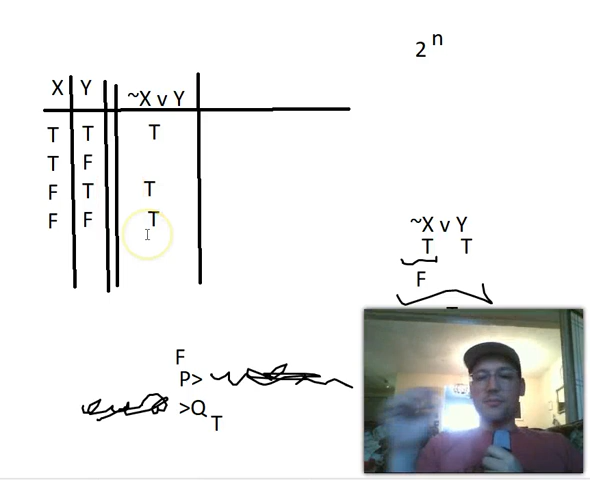 2 n
X Y ~X v Y
T T T
T F
F T T
F F T
~X v Y
T T
F
F
P>
>Q
T